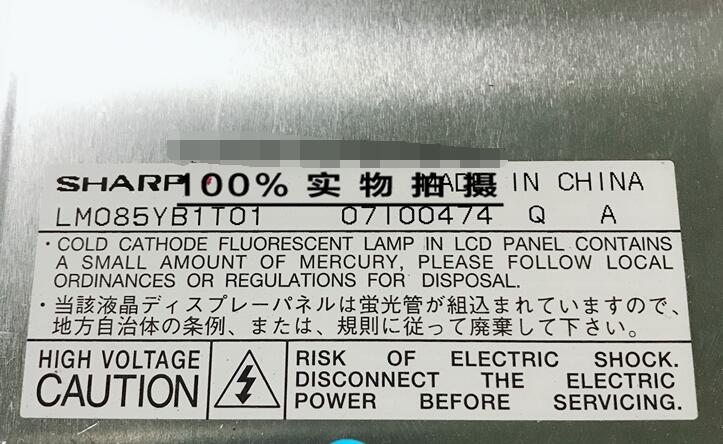 SHARP MADE IN CHINA
100% 实物拍摄
LM085YB1T01 07I00474 Q A
・COLD CATHODE FLUORESCENT LAMP IN LCD PANEL CONTAINS
A SMALL AMOUNT OF MERCURY, PLEASE FOLLOW LOCAL
ORDINANCES OR REGULATIONS FOR DISPOSAL.
・当該液晶ディスプレーパネルは蛍光管が組込まれていますので、
地方自治体の条例、または、規則に従って廃棄して下さい。
HIGH VOLTAGE
CAUTION
RISK OF ELECTRIC SHOCK.
DISCONNECT THE ELECTRIC
POWER BEFORE SERVICING.